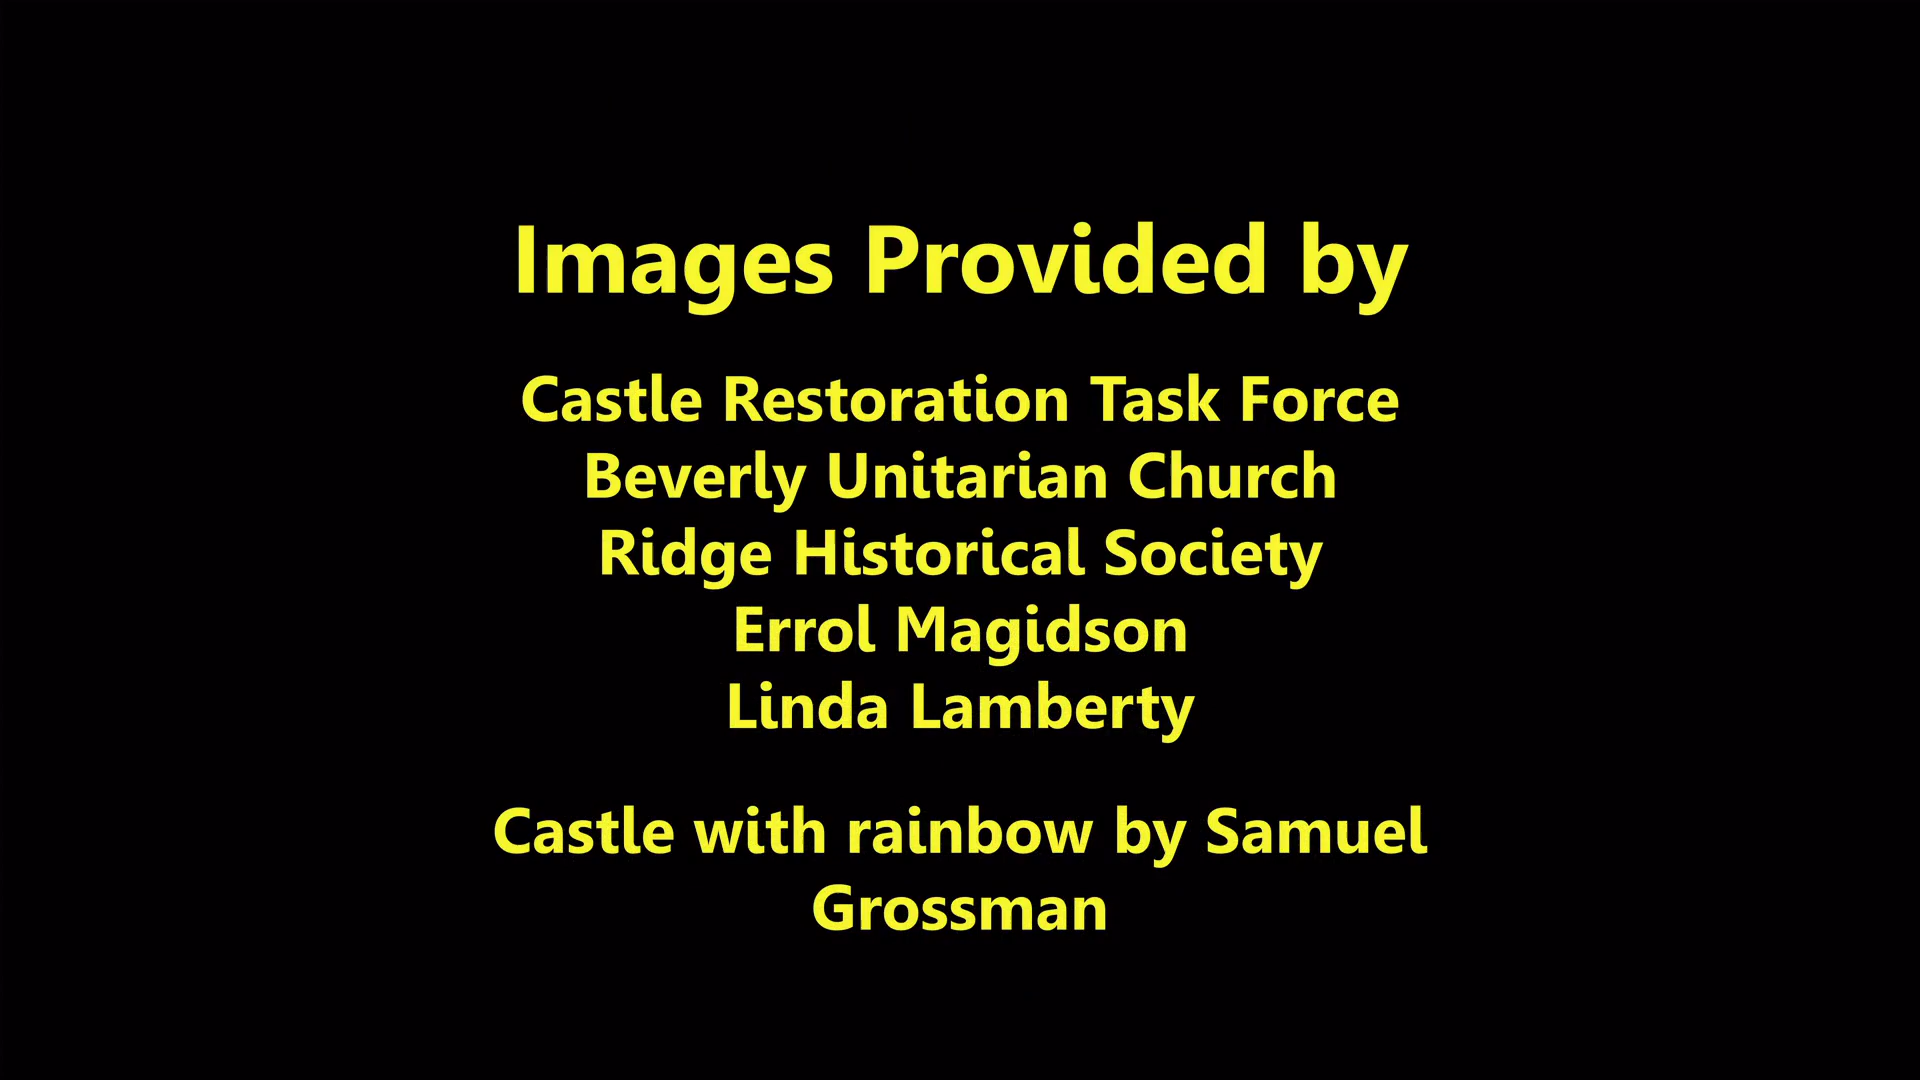 Images Provided by
Castle Restoration Task Force
Beverly Unitarian Church
Ridge Historical Society
Errol Magidson
Linda Lamberty
Castle with rainbow by Samuel
Grossman